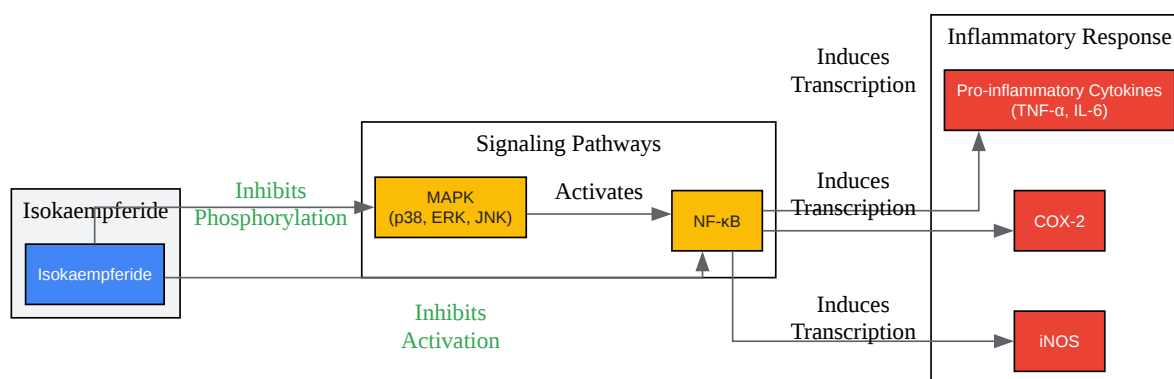 Isokaempferide
Isokaempferide
Inhibits
Phosphorylation
Inhibits
Activation
Signaling Pathways
MAPK
(p38, ERK, JNK)
Activates
NF-κB
Induces
Transcription
Induces
Transcription
Induces
Transcription
Inflammatory Response
Pro-inflammatory Cytokines
(TNF-α, IL-6)
COX-2
iNOS